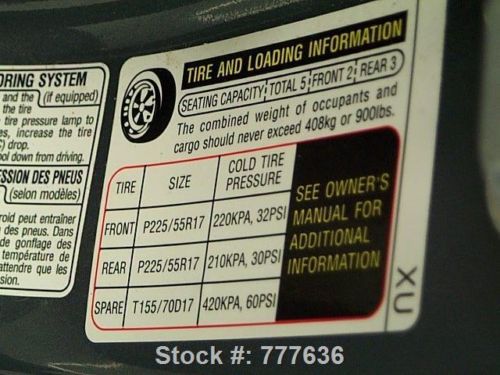 ORING SYSTEM
and the (if equipped)
the tire
tire pressure lamp to
s, increase the tire
C) drop.
ool down from driving.
ESSION DES PNEUS
(selon modèles)
roid peut entraîner
n des pneus. Dans
de gonflage des
température de
attendre que les
nise.
TIRE AND LOADING INFORMATION
SEATING CAPACITY TOTAL 5 FRONT 2 REAR 3
The combined weight of occupants and
cargo should never exceed 408kg or 900lbs.
TIRE SIZE COLD TIRE PRESSURE
FRONT P225/55R17 220KPA, 32PSI
REAR P225/55R17 210KPA, 30PSI
SPARE T155/70D17 420KPA, 60PSI
SEE OWNER'S
MANUAL FOR
ADDITIONAL
INFORMATION
XU
Stock #: 777636